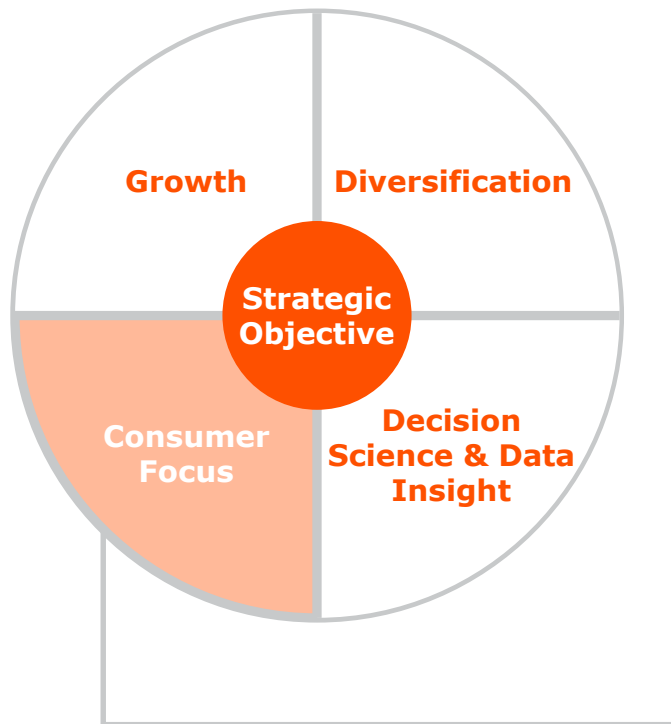 Growth
Diversification
Strategic
Objective
Consumer
Focus
Decision
Science & Data
Insight